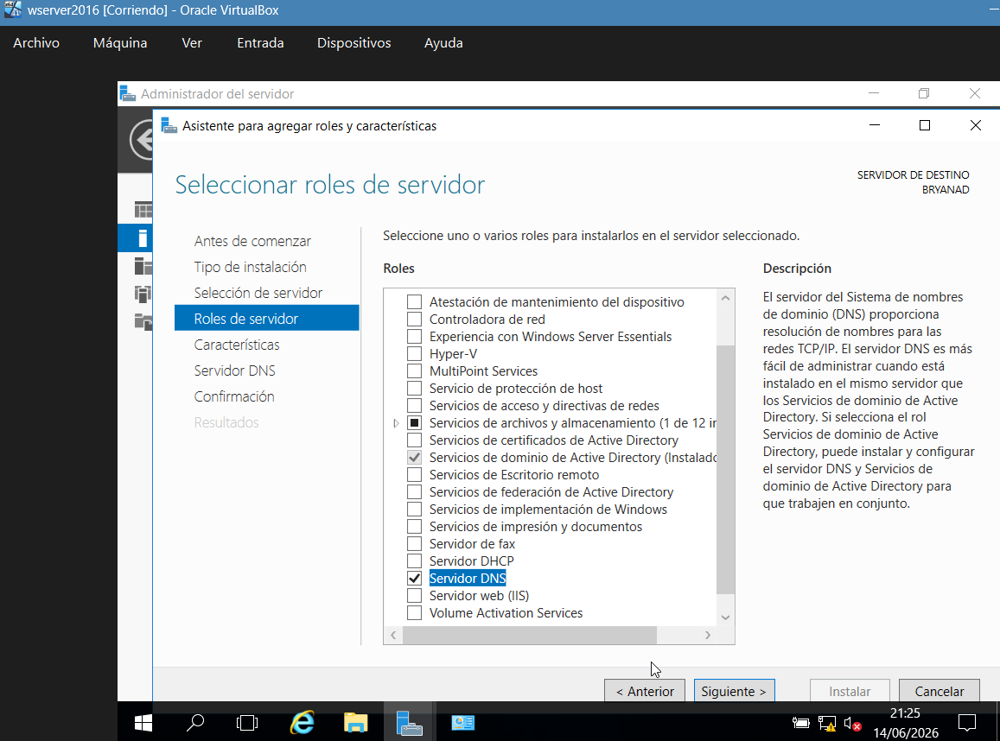 wserver2016 [Corriendo] - Oracle VirtualBox
Archivo Máquina Ver Entrada Dispositivos Ayuda
Administrador del servidor
Asistente para agregar roles y características
Seleccionar roles de servidor
SERVIDOR DE DESTINO
BRYANAD
Antes de comenzar
Tipo de instalación
Selección de servidor
Roles de servidor
Características
Servidor DNS
Confirmación
Resultados
Seleccione uno o varios roles para instalarlos en el servidor seleccionado.
Roles
Atestación de mantenimiento del dispositivo
Controladora de red
Experiencia con Windows Server Essentials
Hyper-V
MultiPoint Services
Servicio de protección de host
Servicios de acceso y directivas de redes
Servicios de archivos y almacenamiento (1 de 12 in
Servicios de certificados de Active Directory
Servicios de dominio de Active Directory (Instalado
Servicios de Escritorio remoto
Servicios de federación de Active Directory
Servicios de implementación de Windows
Servicios de impresión y documentos
Servidor de fax
Servidor DHCP
Servidor DNS
Servidor web (IIS)
Volume Activation Services
Descripción
El servidor del Sistema de nombres
de dominio (DNS) proporciona
resolución de nombres para las
redes TCP/IP. El servidor DNS es más
fácil de administrar cuando está
instalado en el mismo servidor que
los Servicios de dominio de Active
Directory. Si selecciona el rol
Servicios de dominio de Active
Directory, puede instalar y configurar
el servidor DNS y Servicios de
dominio de Active Directory para
que trabajen en conjunto.
< Anterior Siguiente > Instalar Cancelar
21:25
14/06/2026